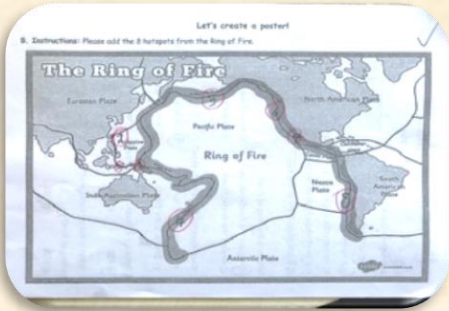 Let's create a poster!
B. Instructions: Please add the 8 hotspots from the Ring of Fire.
The Ring of Fire
Eurasian Plate
North American Plate
Pacific Plate
Ring of Fire
Nazca
Plate
South
American
Plate
Indo-Australian Plate
Antarctic Plate